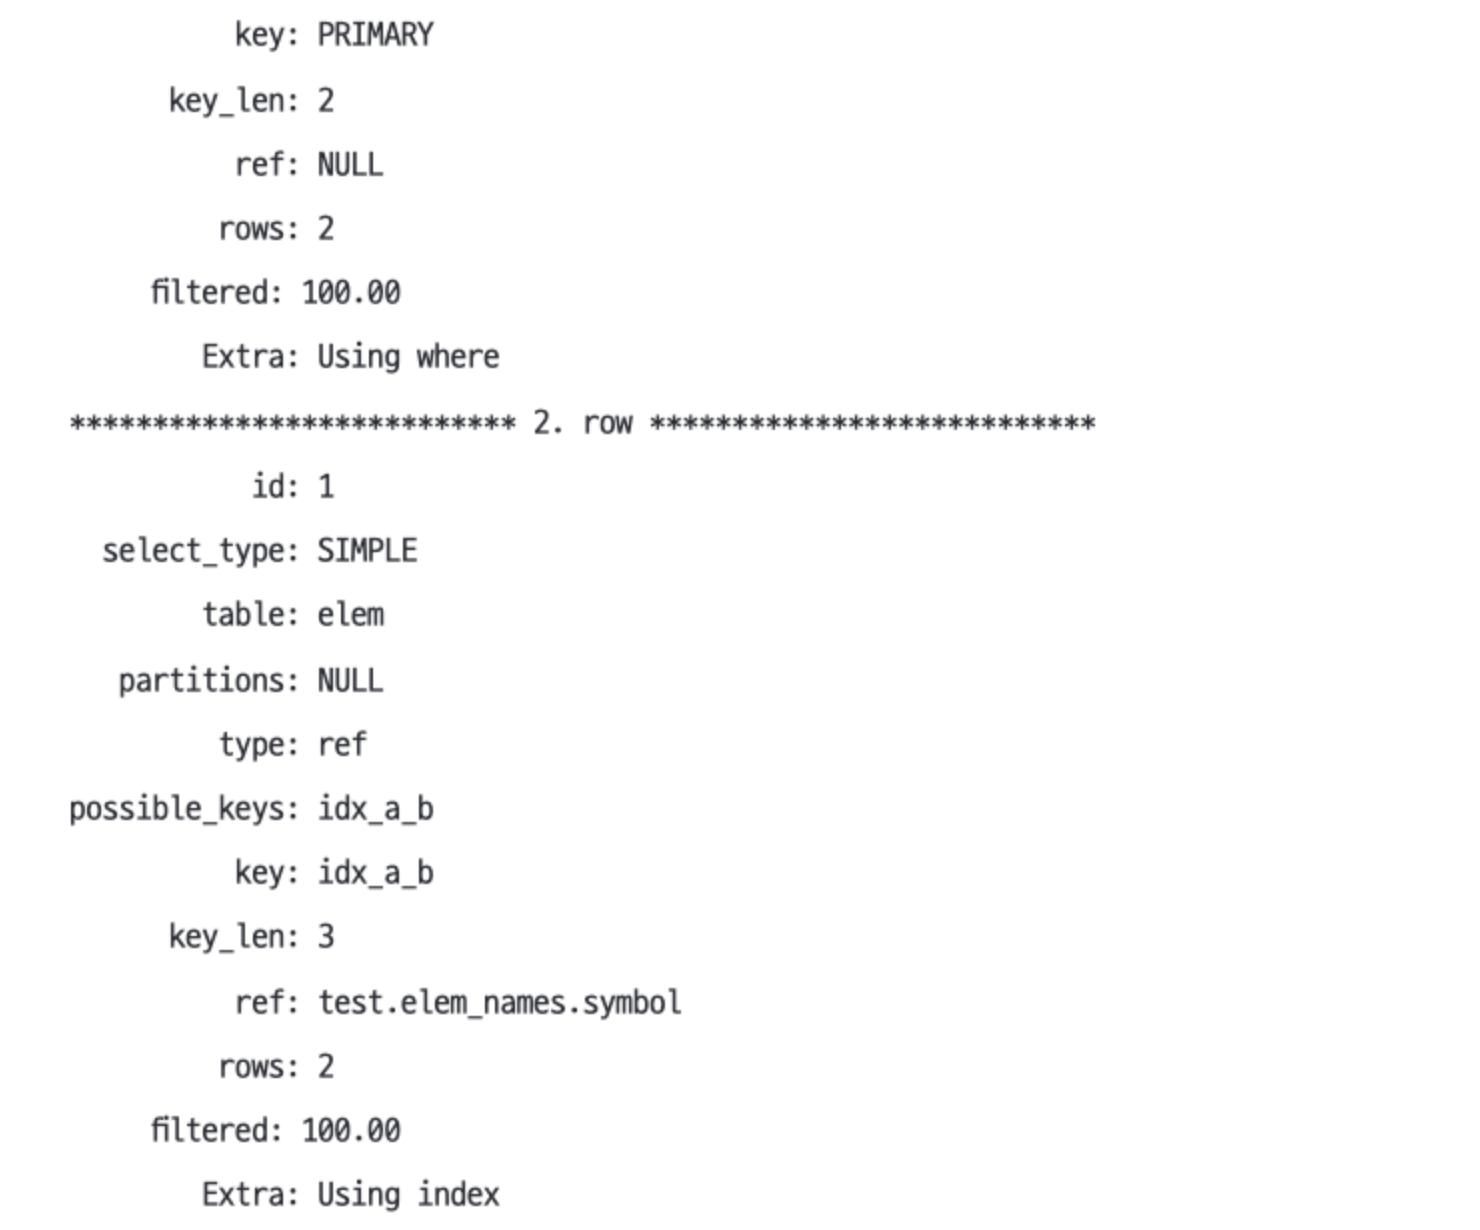 key: PRIMARY
key_len: 2
ref: NULL
rows: 2
filtered: 100.00
Extra: Using where
*************************** 2. row ***************************
id: 1
select_type: SIMPLE
table: elem
partitions: NULL
type: ref
possible_keys: idx_a_b
key: idx_a_b
key_len: 3
ref: test.elem_names.symbol
rows: 2
filtered: 100.00
Extra: Using index